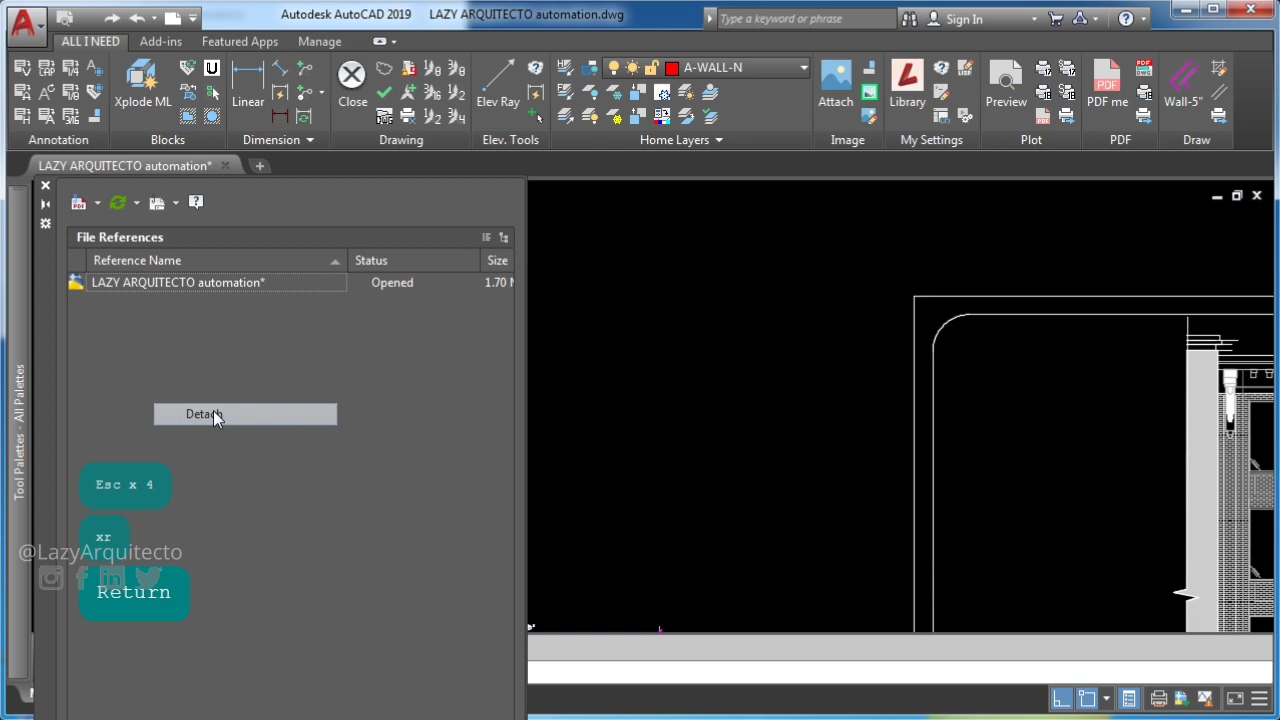 Autodesk AutoCAD 2019 LAZY ARQUITECTO automation.dwg
Type a keyword or phrase
Sign In
ALL I NEED Add-ins Featured Apps Manage
A-WALL-N
Xplode ML Linear Close Elev Ray Attach Library Preview PDF me Wall-5"
Annotation Blocks Dimension Drawing Elev. Tools Home Layers Image My Settings Plot PDF Draw
LAZY ARQUITECTO automation*
File References
Reference Name Status Size
LAZY ARQUITECTO automation* Opened 1.70
Detach
Tool Palettes - All Palettes
Esc x 4
xr
@LazyArquitecto
Return